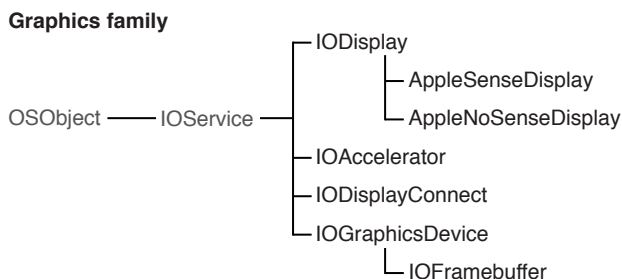 Graphics family
IODisplay
AppleSenseDisplay
OSObject
IOService
AppleNoSenseDisplay
IOAccelerator
IODisplayConnect
IOGraphicsDevice
IOFramebuffer